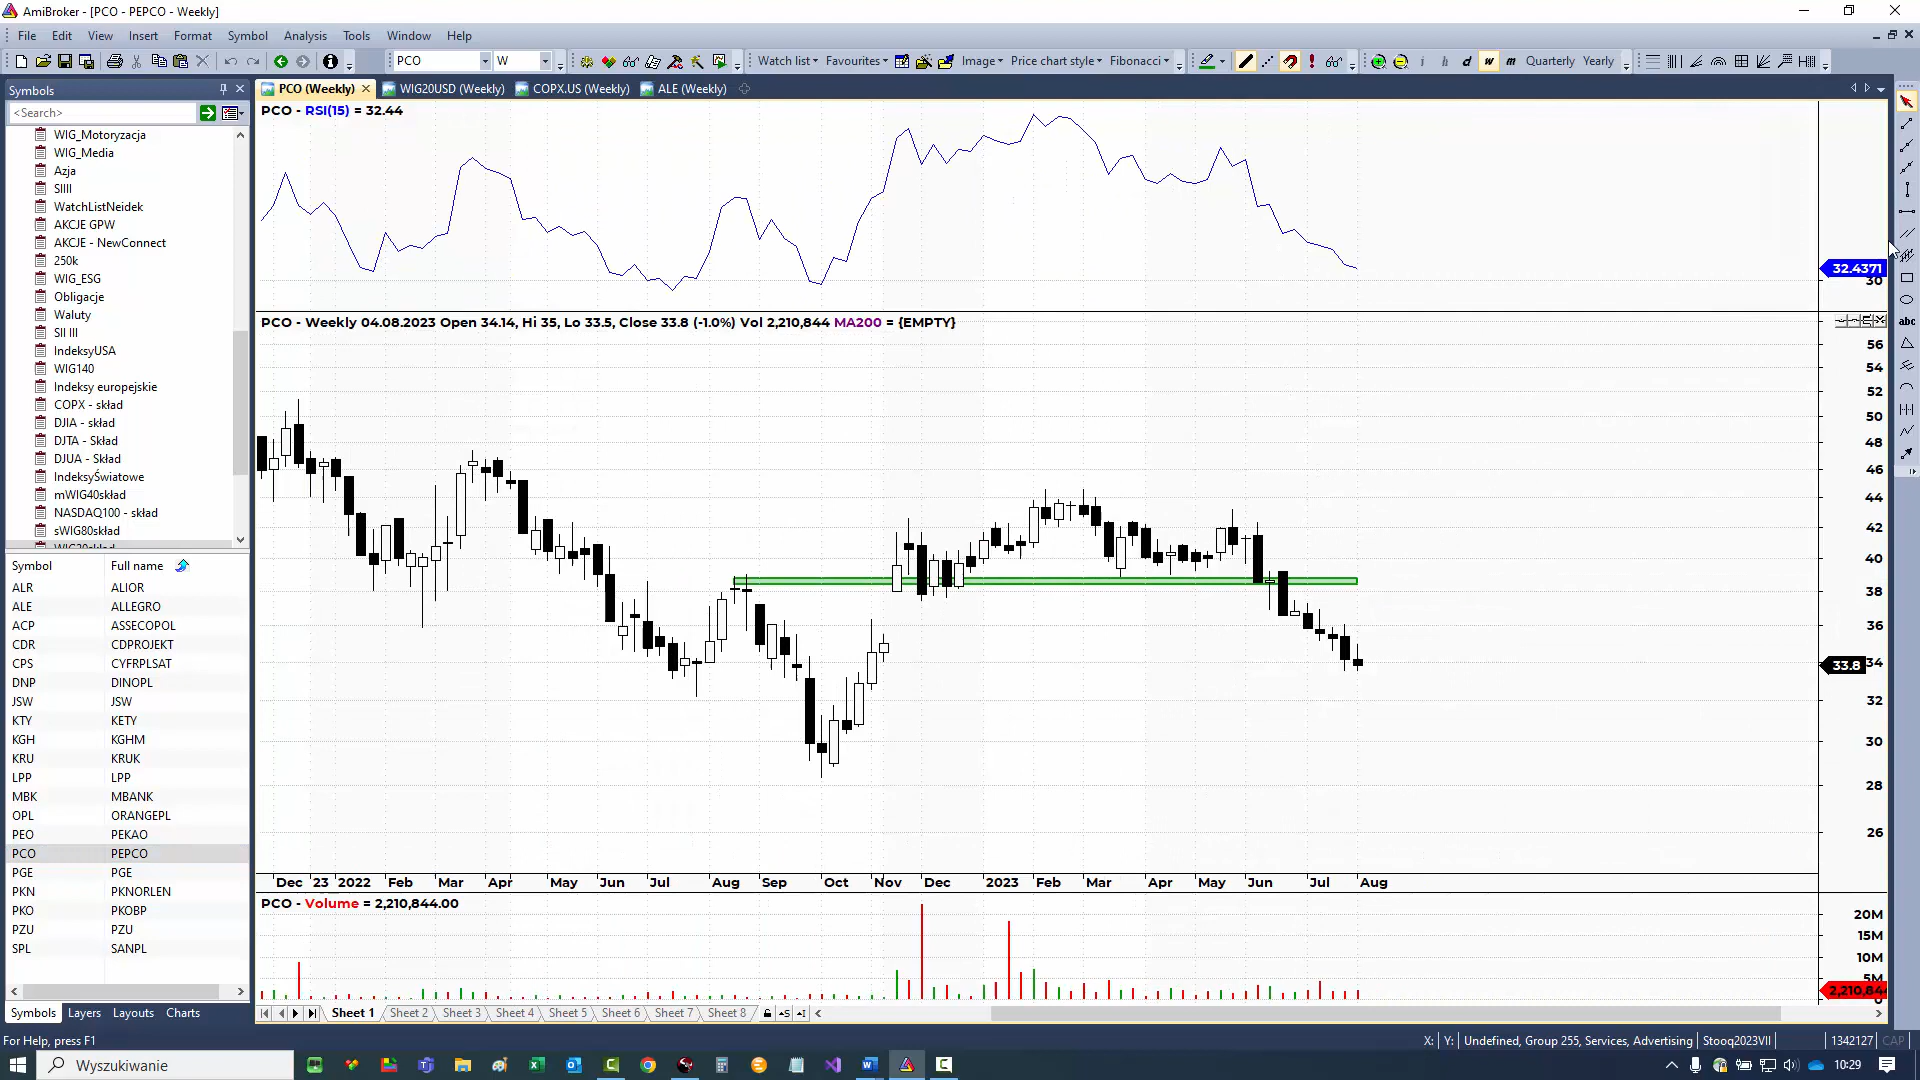 AmiBroker - [PCO - PEPCO - Weekly]
File Edit View Insert Format Symbol Analysis Tools Window Help
PCO W Watch list Favourites Image Price chart style Fibonacci i h d w m Quarterly Yearly
Symbols
PCO (Weekly) WIG20USD (Weekly) COPX.US (Weekly) ALE (Weekly)
<Search>
PCO - RSI(15) = 32.44
WIG_Motoryzacja
WIG_Media
Azja
SIIII
WatchListNeidek
AKCJE GPW
AKCJE - NewConnect
250k
WIG_ESG
Obligacje
Waluty
SII III
IndeksyUSA
WIG140
Indeksy europejskie
COPX - skład
DJIA - skład
DJTA - Skład
DJUA - Skład
IndeksyŚwiatowe
mWIG40skład
NASDAQ100 - skład
sWIG80skład
32.4371
30
abc
PCO - Weekly 04.08.2023 Open 34.14, Hi 35, Lo 33.5, Close 33.8 (-1.0%) Vol 2,210,844 MA200 = {EMPTY}
56
54
52
50
48
46
44
42
40
38
36
33.8 34
32
30
28
26
Symbol Full name
ALR ALIOR
ALE ALLEGRO
ACP ASSECOPOL
CDR CDPROJEKT
CPS CYFRPLSAT
DNP DINOPL
JSW JSW
KTY KETY
KGH KGHM
KRU KRUK
LPP LPP
MBK MBANK
OPL ORANGEPL
PEO PEKAO
PCO PEPCO
PGE PGE
PKN PKNORLEN
PKO PKOBP
PZU PZU
SPL SANPL
Dec 23 2022 Feb Mar Apr May Jun Jul Aug Sep Oct Nov Dec 2023 Feb Mar Apr May Jun Jul Aug
PCO - Volume = 2,210,844.00
20M
15M
10M
5M
2,210,844
0
Symbols Layers Layouts Charts
Sheet 1 Sheet 2 Sheet 3 Sheet 4 Sheet 5 Sheet 6 Sheet 7 Sheet 8
For Help, press F1
X: Y: Undefined, Group 255, Services, Advertising Stooq2023VII 1342127 CAP
Wyszukiwanie
10:29